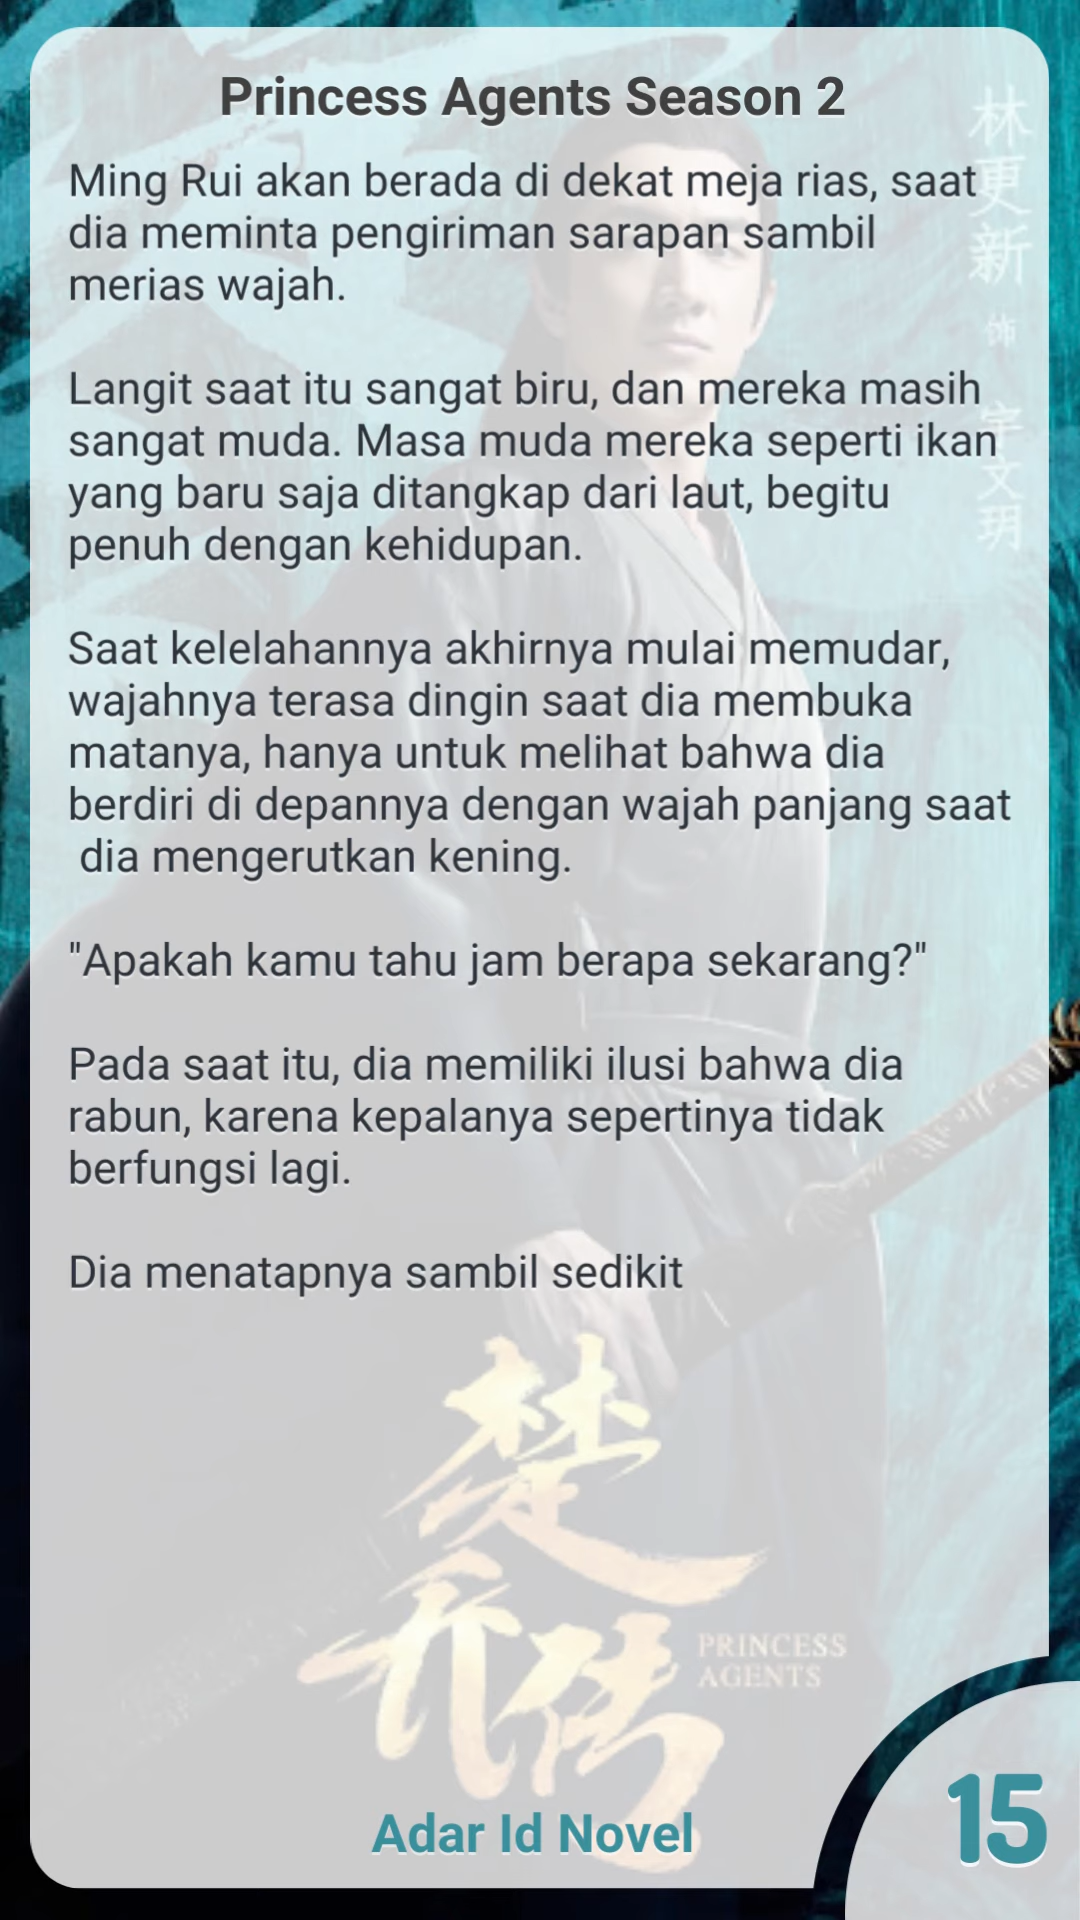 Princess Agents Season 2
林更新
饰
宇文玥
Ming Rui akan berada di dekat meja rias, saat
dia meminta pengiriman sarapan sambil
merias wajah.
Langit saat itu sangat biru, dan mereka masih
sangat muda. Masa muda mereka seperti ikan
yang baru saja ditangkap dari laut, begitu
penuh dengan kehidupan.
Saat kelelahannya akhirnya mulai memudar,
wajahnya terasa dingin saat dia membuka
matanya, hanya untuk melihat bahwa dia
berdiri di depannya dengan wajah panjang saat
dia mengerutkan kening.
"Apakah kamu tahu jam berapa sekarang?"
Pada saat itu, dia memiliki ilusi bahwa dia
rabun, karena kepalanya sepertinya tidak
berfungsi lagi.
Dia menatapnya sambil sedikit
楚乔传
PRINCESS
AGENTS
Adar Id Novel
15